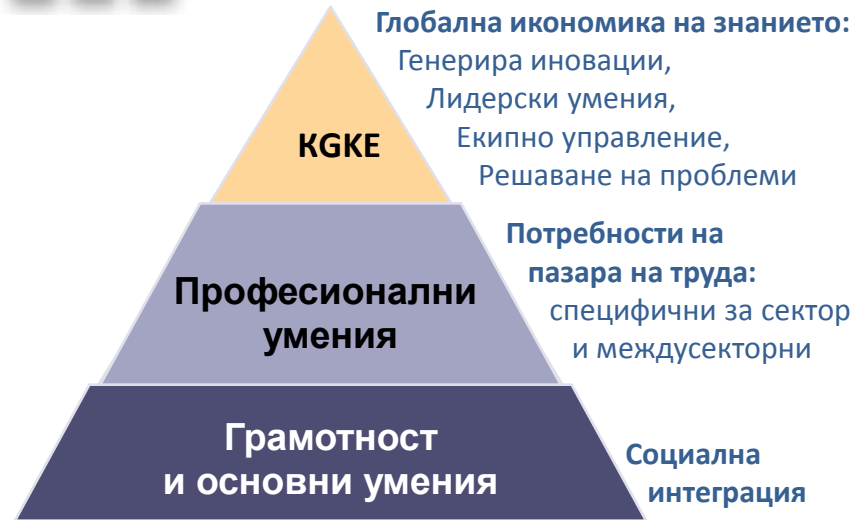 Глобална икономика на знанието:
Генерира иновации,
Лидерски умения,
Екипно управление,
Решаване на проблеми
KGKE
Потребности на
пазара на труда:
специфични за сектор
и междусекторни
Професионални
умения
Грамотност
и основни умения
Социална
интеграция